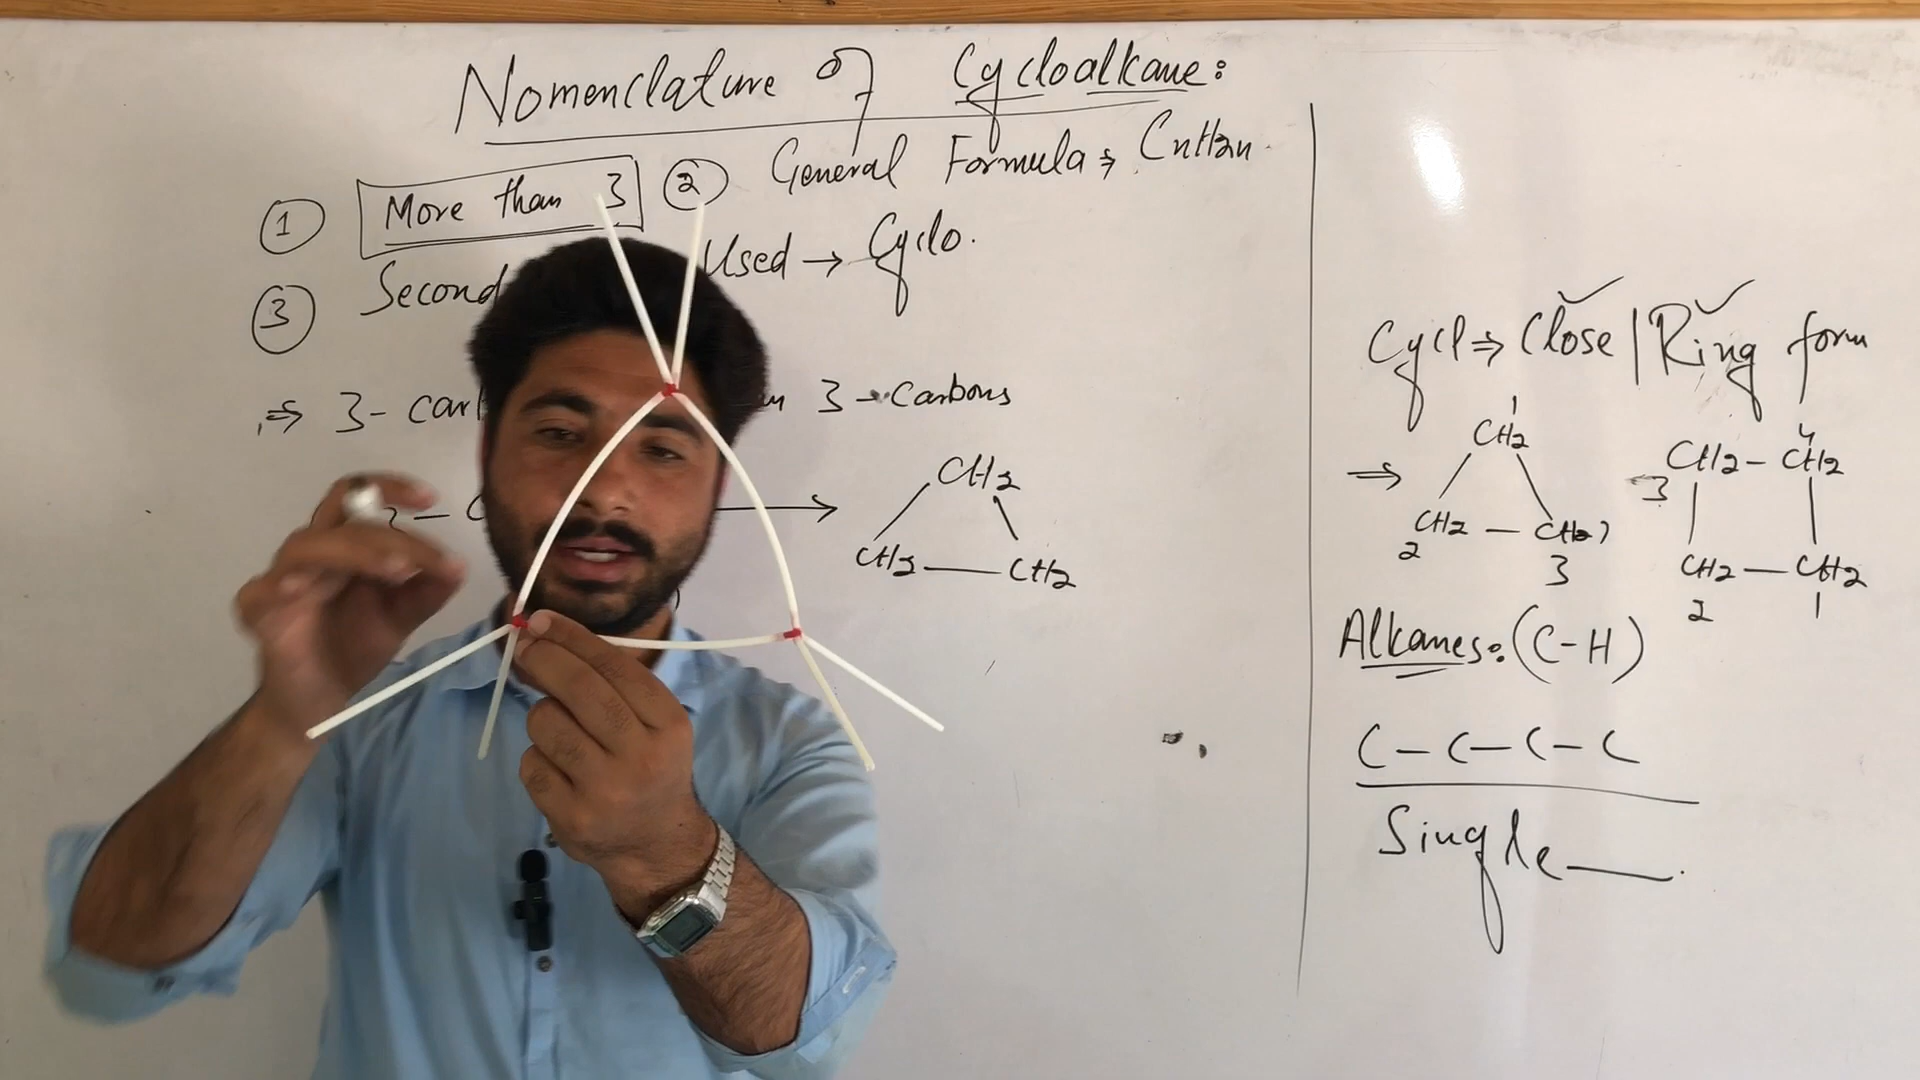 Nomenclature of Cycloalkane:
① More than 3 ② General Formula ⇒ CnH2n.
③ Second Used → Cyclo.
⇒ 3- car 3 - Carbons
2 — C → CH2
CH2 — CH2
Cycl ⇒ Close | Ring form
⇒ 1 CH2
CH2 — CH2
2 3
3 CH2 – CH2 4
CH2 — CH2
2 1
Alkanes: (C-H)
C – C – C – C
Single —.